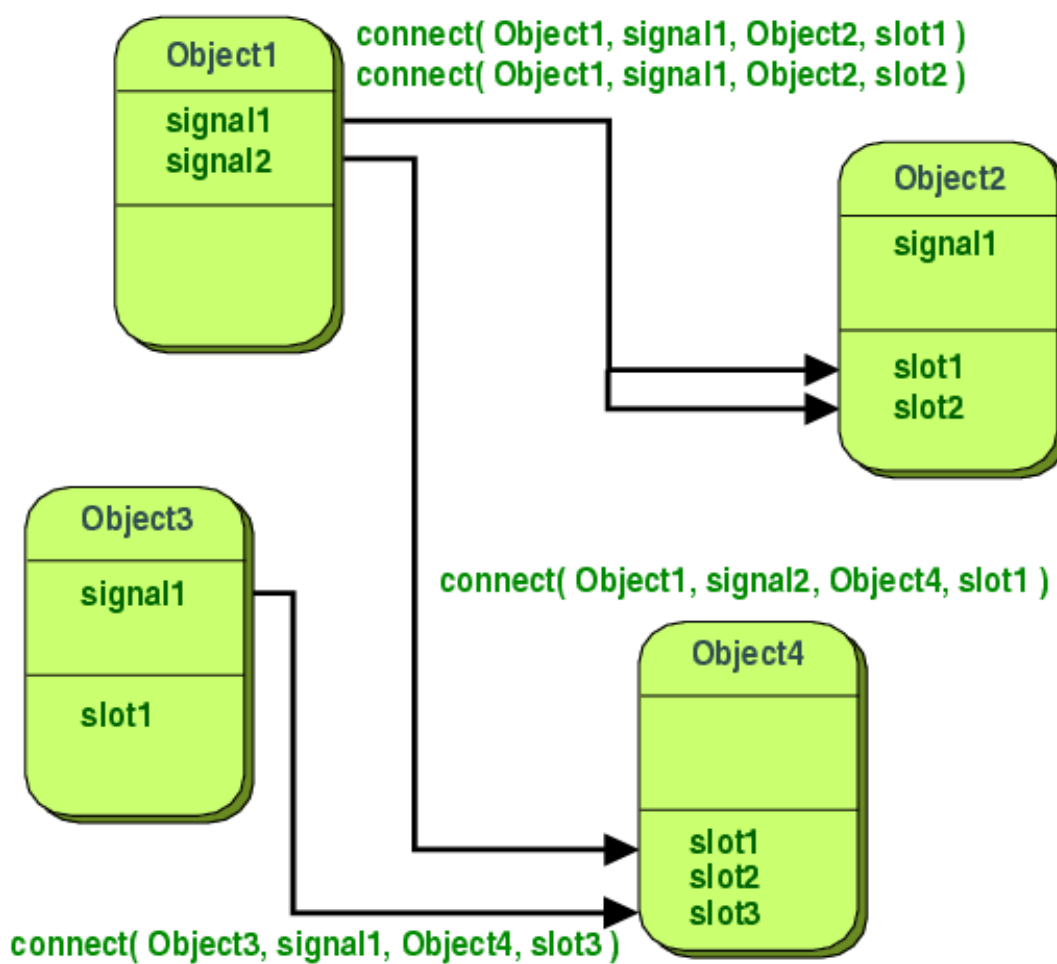 Object1
signal1
signal2
connect( Object1, signal1, Object2, slot1 )
connect( Object1, signal1, Object2, slot2 )
Object2
signal1
slot1
slot2
Object3
signal1
slot1
connect( Object1, signal2, Object4, slot1 )
Object4
slot1
slot2
slot3
connect( Object3, signal1, Object4, slot3 )